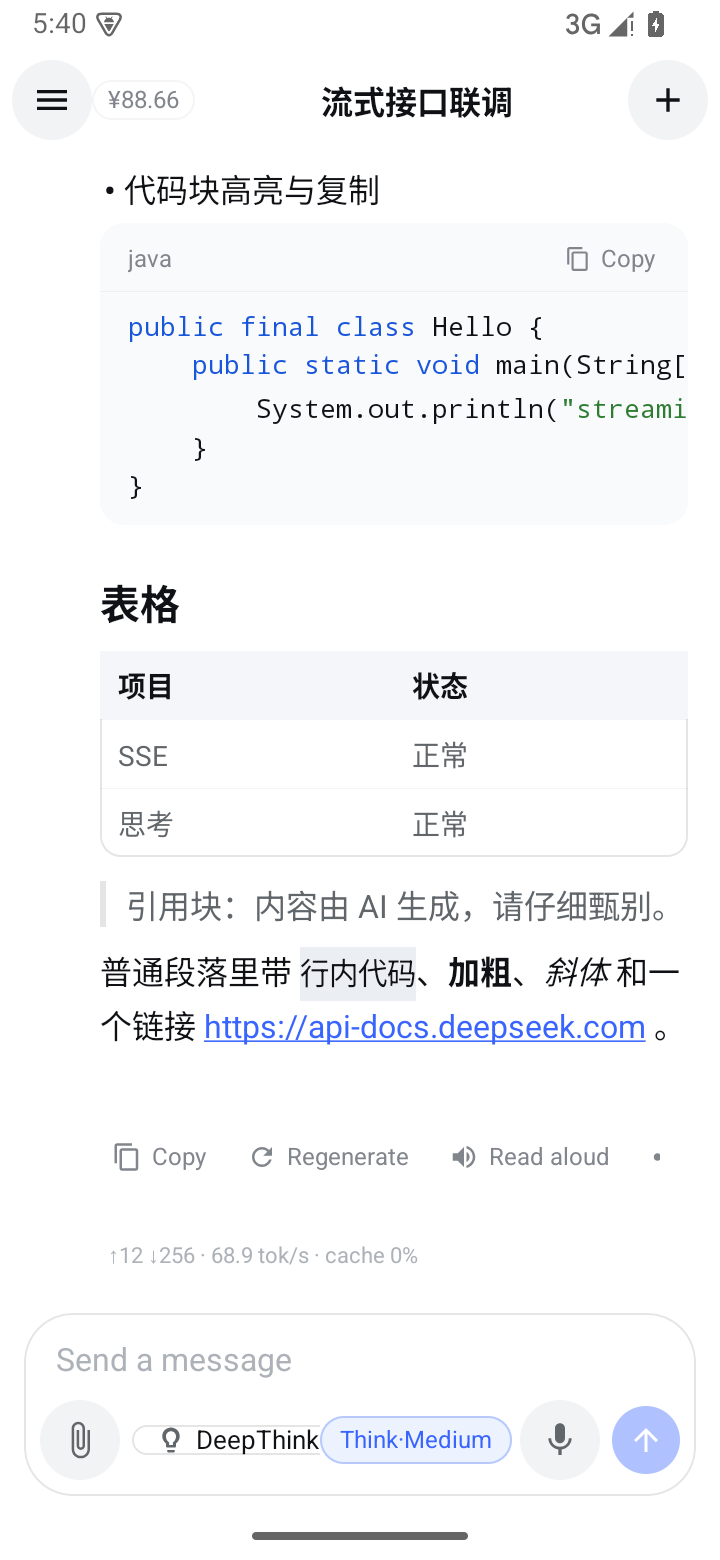 5:40 3G
¥88.66 流式接口联调
• 代码块高亮与复制
java Copy
public final class Hello {
    public static void main(String[
        System.out.println("streami
    }
}
表格
项目 状态
SSE 正常
思考 正常
引用块：内容由 AI 生成，请仔细甄别。
普通段落里带 行内代码、加粗、斜体 和一
个链接 https://api-docs.deepseek.com 。
Copy Regenerate Read aloud
↑12 ↓256 · 68.9 tok/s · cache 0%
Send a message
DeepThink Think·Medium